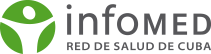 infoMED
RED DE SALUD DE CUBA